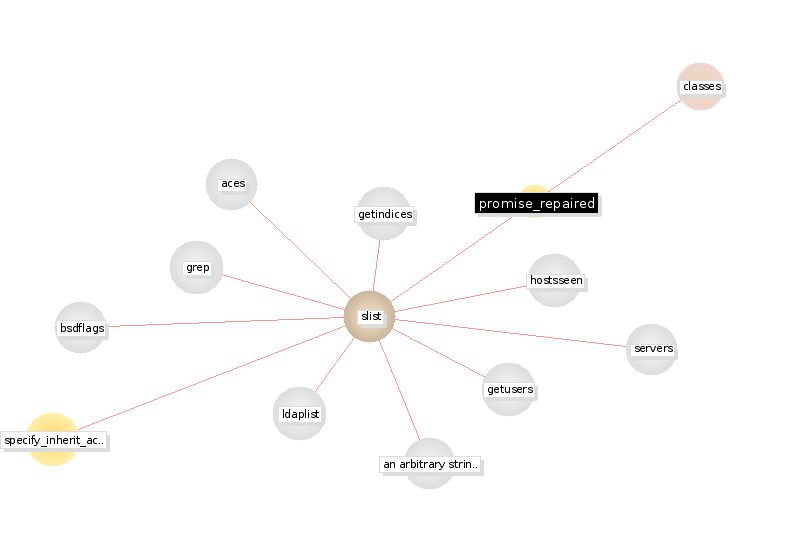 classes
aces
promise_repaired
getindices
grep
hostsseen
slist
bsdflags
servers
getusers
ldaplist
specify_inherit_ac..
an arbitrary strin..